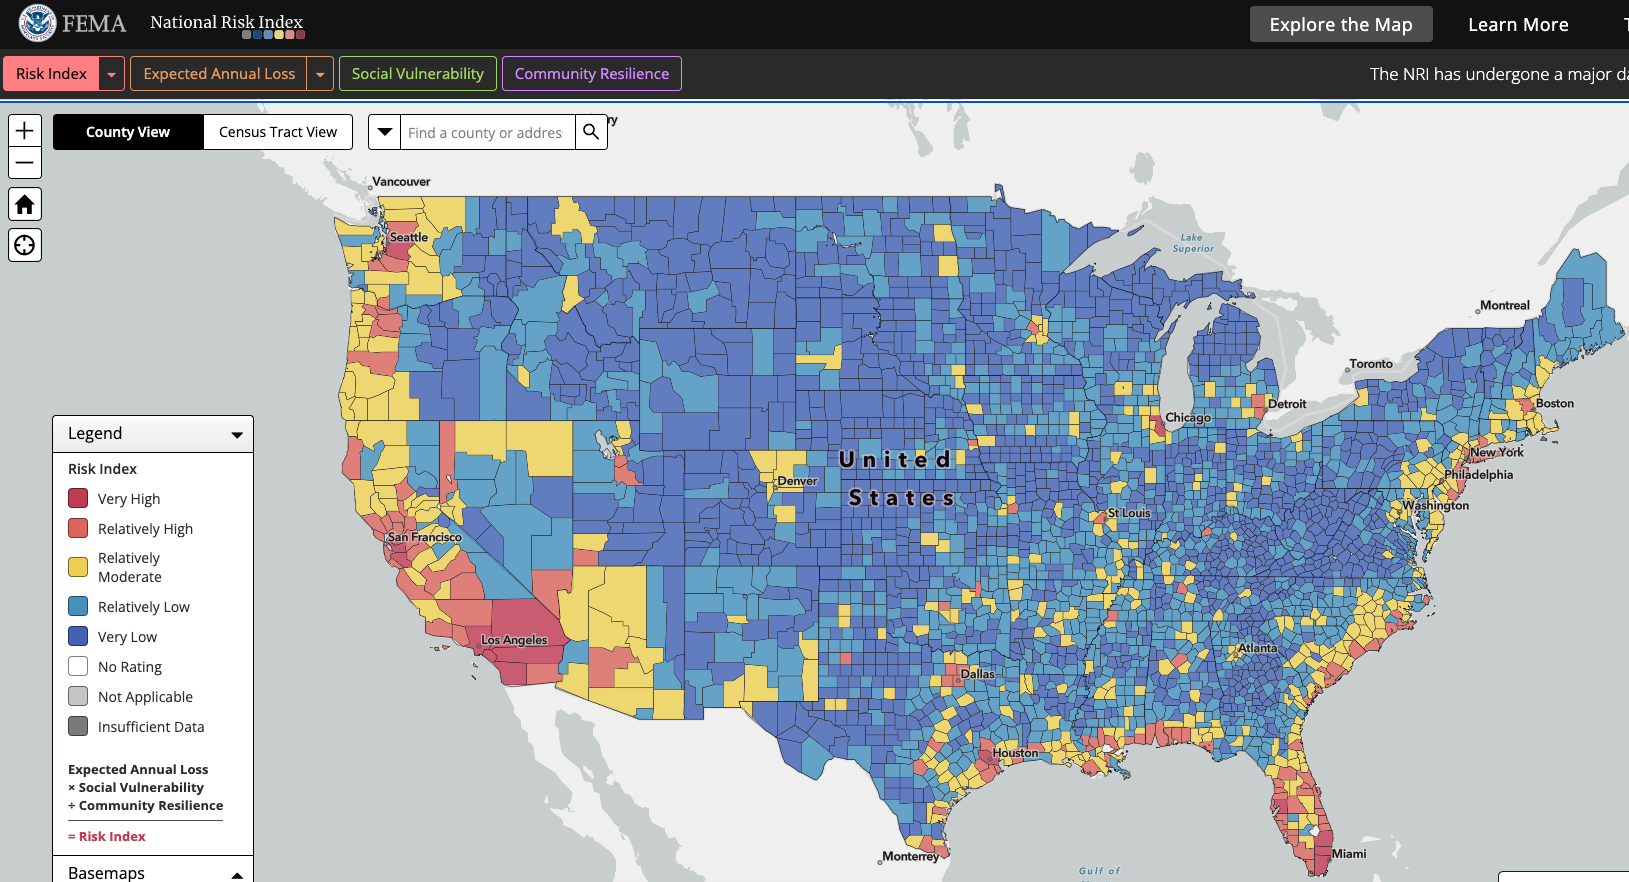 FEMA
National Risk Index
Explore the Map
Learn More
Risk Index
Expected Annual Loss
Social Vulnerability
Community Resilience
The NRI has undergone a major da
County View
Census Tract View
Find a county or addres
ry
Vancouver
Seattle
Lake
Superior
Montreal
Toronto
Boston
Detroit
Chicago
New York
Philadelphia
United
States
Denver
St Louis
Washington
San Francisco
Los Angeles
Atlanta
Dallas
Houston
Miami
Monterrey
Gulf of
Legend
Risk Index
Very High
Relatively High
Relatively
Moderate
Relatively Low
Very Low
No Rating
Not Applicable
Insufficient Data
Expected Annual Loss
× Social Vulnerability
÷ Community Resilience
= Risk Index
Basemaps